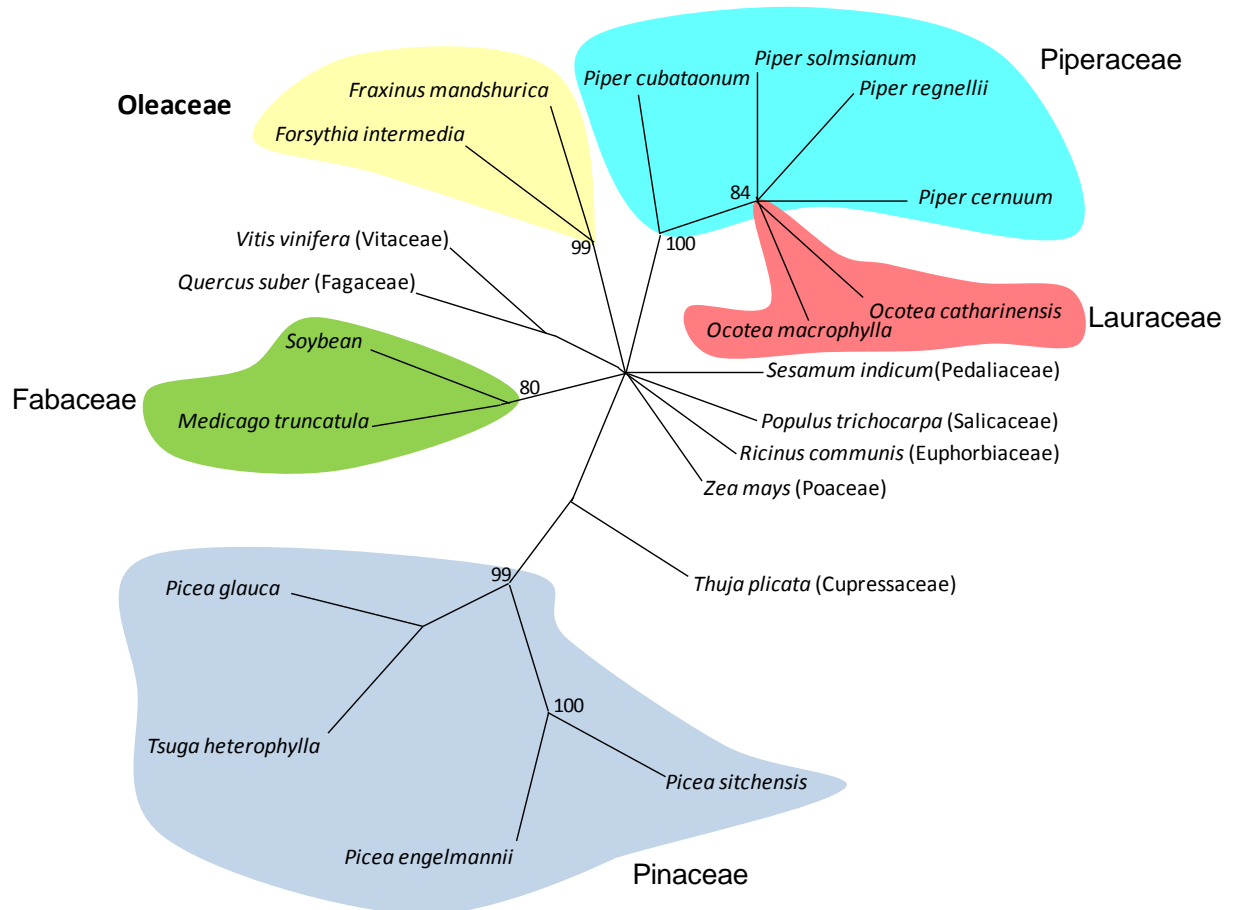 Piper solmsianum
Piperaceae
Piper cubataonum
Fraxinus mandshurica
Piper regnellii
Oleaceae
Forsythia intermedia
84
Piper cernuum
Vitis vinifera (Vitaceae)
99
100
Quercus suber (Fagaceae)
Ocotea catharinensis
Ocotea macrophylla
Lauraceae
Soybean
Sesamum indicum(Pedaliaceae)
80
Fabaceae
Medicago truncatula
Populus trichocarpa (Salicaceae)
Ricinus communis (Euphorbiaceae)
Zea mays (Poaceae)
99
Thuja plicata (Cupressaceae)
Picea glauca
100
Tsuga heterophylla
Picea sitchensis
Picea engelmannii
Pinaceae